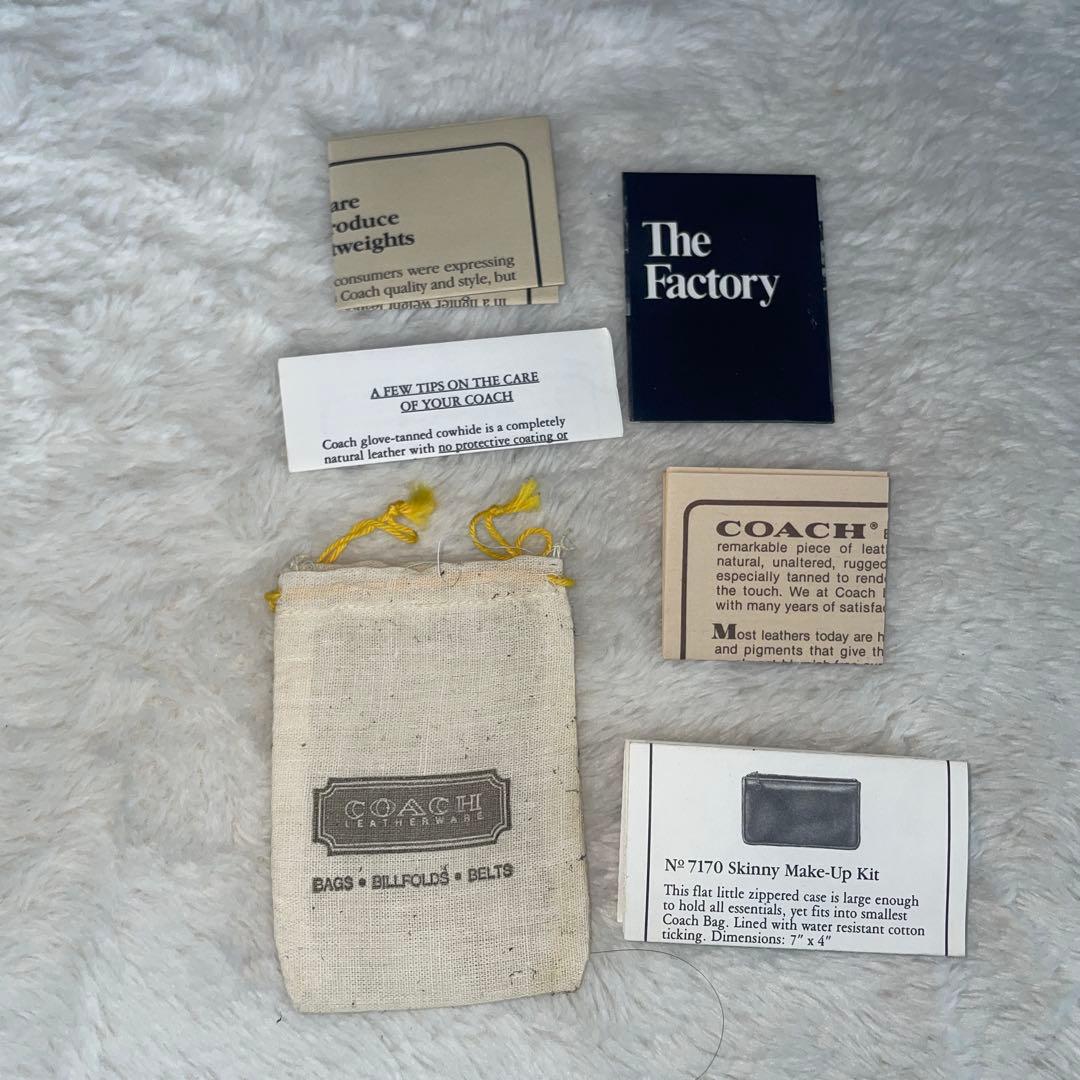 are
roduce
tweights
consumers were expressing
Coach quality and style, but
in a lighter weight
The
Factory
A FEW TIPS ON THE CARE
OF YOUR COACH
Coach glove-tanned cowhide is a completely
natural leather with no protective coating or
COACH®
remarkable piece of leat
natural, unaltered, rugged
especially tanned to rend
the touch. We at Coach
with many years of satisfa
Most leathers today are h
and pigments that give th
COACH
LEATHERWARE
BAGS • BILLFOLDS • BELTS
Nº 7170 Skinny Make-Up Kit
This flat little zippered case is large enough
to hold all essentials, yet fits into smallest
Coach Bag. Lined with water resistant cotton
ticking. Dimensions: 7" x 4"